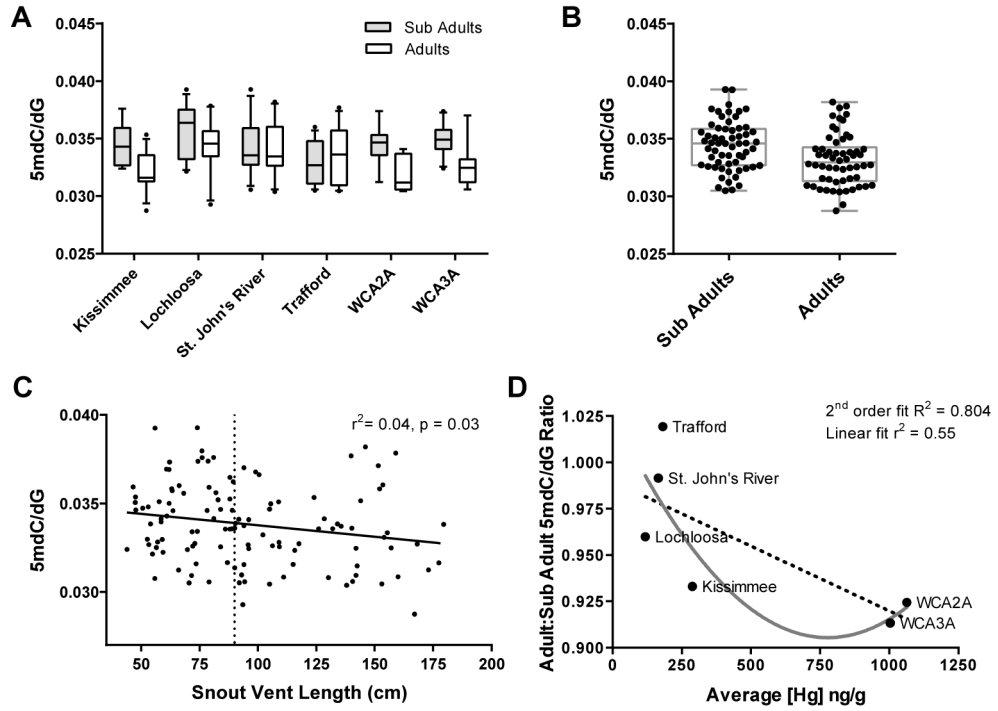 A
0.045
0.040
0.035
0.030
0.025
5mdC/dG
Sub Adults
Adults
Kissimmee
Lochloosa
St. John's River
Trafford
WCA2A
WCA3A
B
0.045
0.040
0.035
0.030
0.025
5mdC/dG
Sub Adults
Adults
C
0.040
0.035
0.030
5mdC/dG
r²= 0.04, p = 0.03
50 75 100 125 150 175 200
Snout Vent Length (cm)
D
Adult:Sub Adult 5mdC/dG Ratio
1.025
1.000
0.975
0.950
0.925
0.900
2nd order fit R² = 0.804
Linear fit r² = 0.55
Trafford
St. John's River
Lochloosa
Kissimmee
WCA2A
WCA3A
0 250 500 750 1000 1250
Average [Hg] ng/g